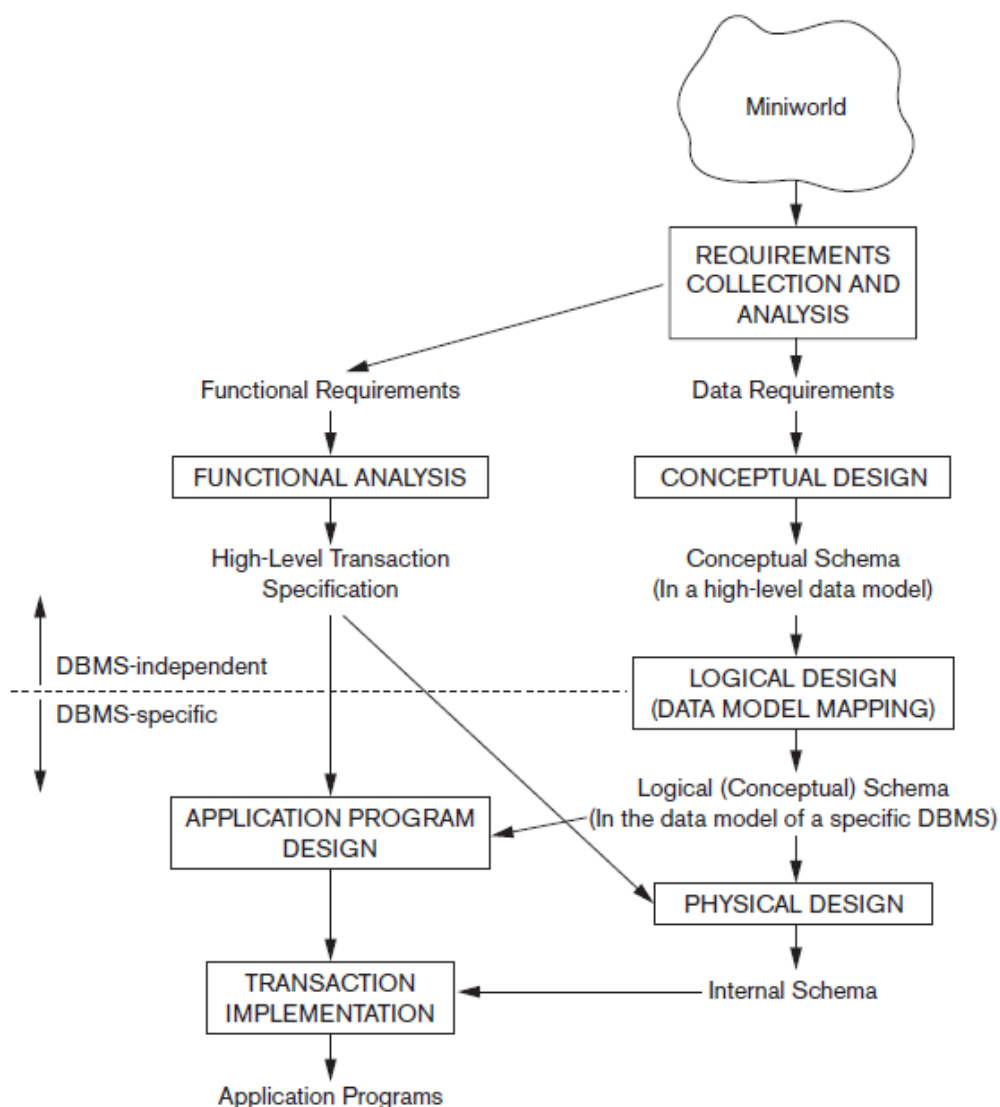 Miniworld
REQUIREMENTS
COLLECTION AND
ANALYSIS
Functional Requirements
Data Requirements
FUNCTIONAL ANALYSIS
CONCEPTUAL DESIGN
High-Level Transaction
Specification
Conceptual Schema
(In a high-level data model)
DBMS-independent
DBMS-specific
LOGICAL DESIGN
(DATA MODEL MAPPING)
Logical (Conceptual) Schema
(In the data model of a specific DBMS)
APPLICATION PROGRAM
DESIGN
PHYSICAL DESIGN
TRANSACTION
IMPLEMENTATION
Internal Schema
Application Programs